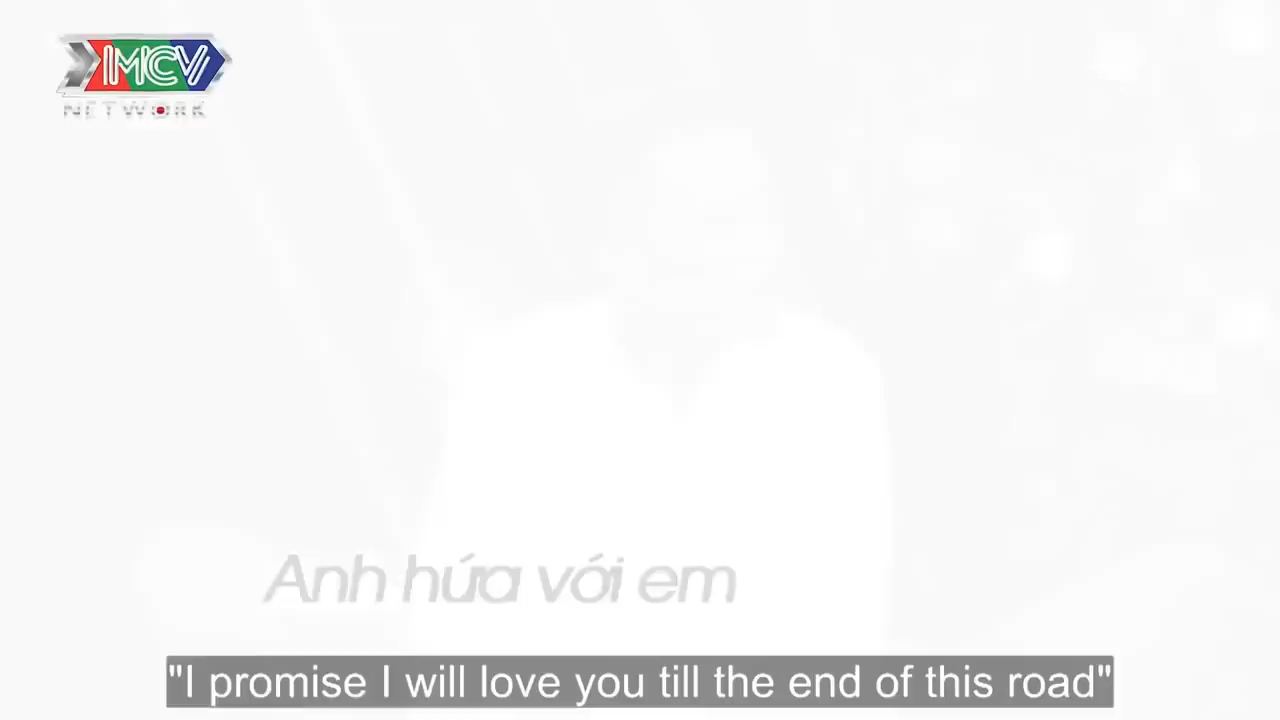 MCV
NETWORK
Anh hứa với em
"I promise I will love you till the end of this road"